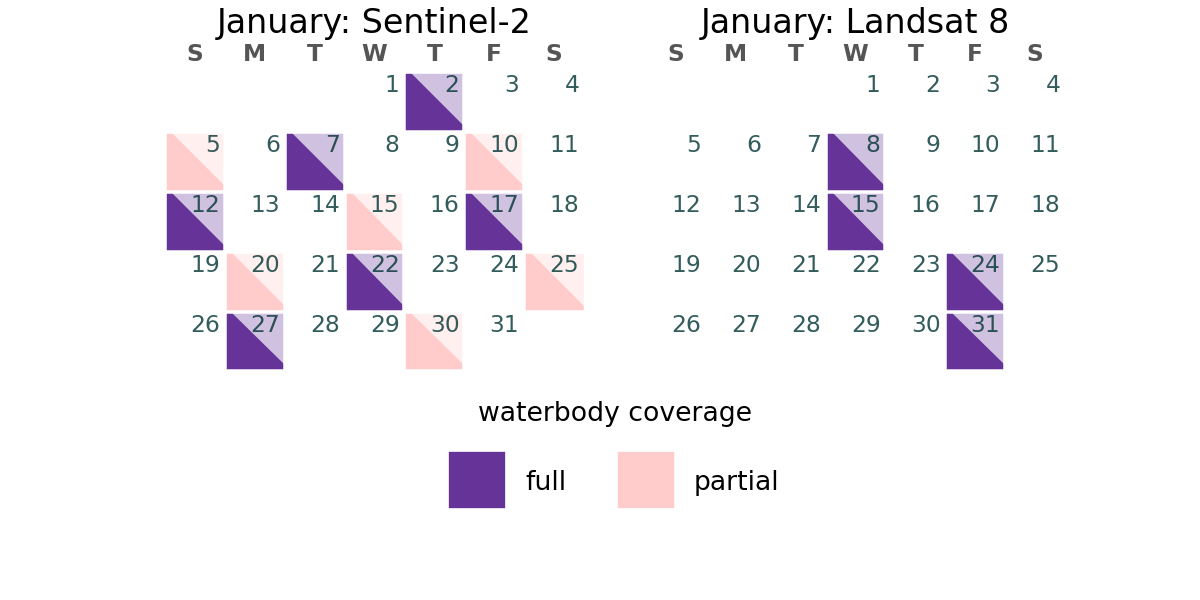 January: Sentinel-2
S M T W T F S
1 2 3 4
5 6 7 8 9 10 11
12 13 14 15 16 17 18
19 20 21 22 23 24 25
26 27 28 29 30 31
January: Landsat 8
S M T W T F S
1 2 3 4
5 6 7 8 9 10 11
12 13 14 15 16 17 18
19 20 21 22 23 24 25
26 27 28 29 30 31
waterbody coverage
full partial